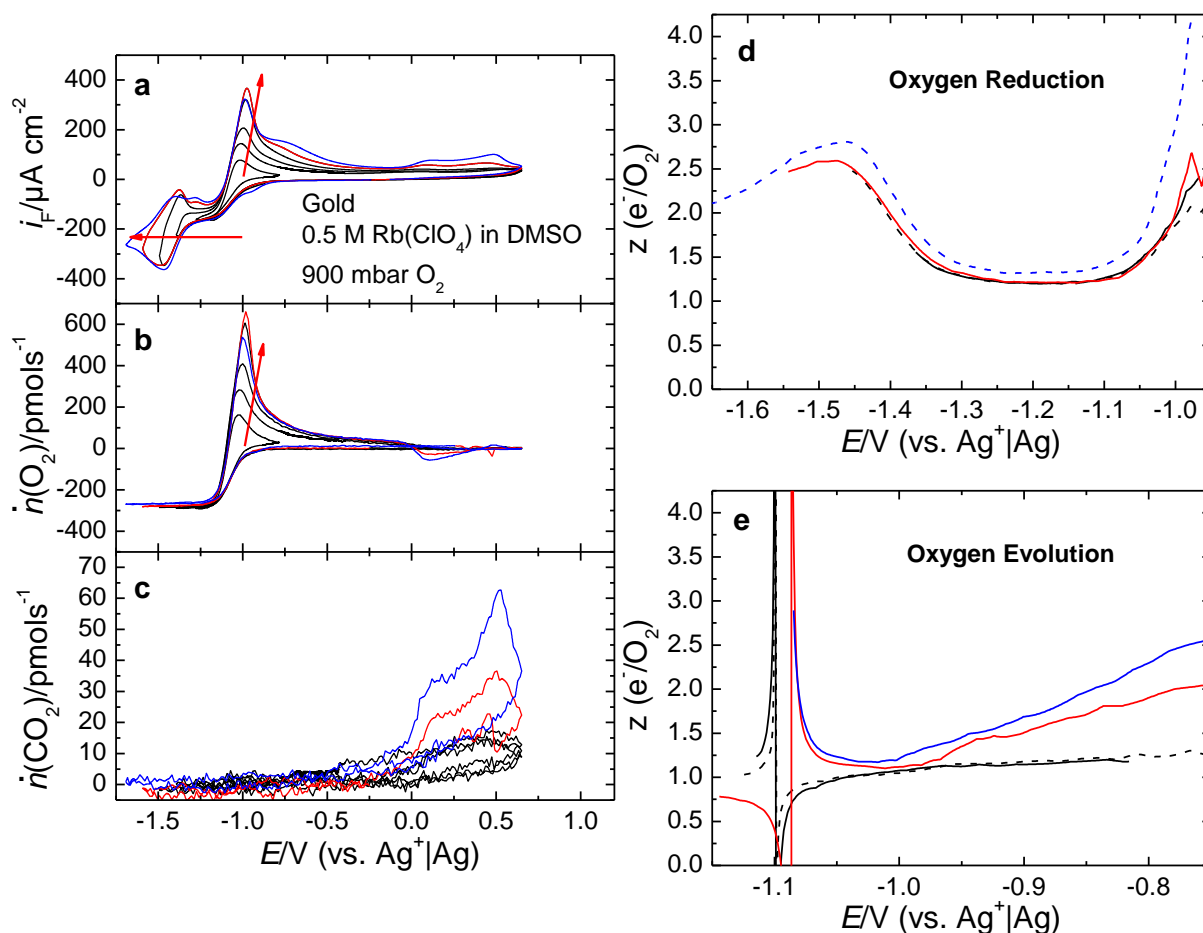 a
i_F/μA cm⁻²
400
200
0
-200
-400
Gold
0.5 M Rb(ClO₄) in DMSO
900 mbar O₂
b
ṅ(O₂)/pmols⁻¹
600
400
200
0
-200
-400
c
ṅ(CO₂)/pmols⁻¹
70
60
50
40
30
20
10
0
-1.5 -1.0 -0.5 0.0 0.5 1.0
E/V (vs. Ag⁺|Ag)
d
Oxygen Reduction
z (e⁻/O₂)
4.0
3.5
3.0
2.5
2.0
1.5
1.0
0.5
0.0
-1.6 -1.5 -1.4 -1.3 -1.2 -1.1 -1.0
E/V (vs. Ag⁺|Ag)
e
Oxygen Evolution
z (e⁻/O₂)
4.0
3.5
3.0
2.5
2.0
1.5
1.0
0.5
0.0
-1.1 -1.0 -0.9 -0.8
E/V (vs. Ag⁺|Ag)